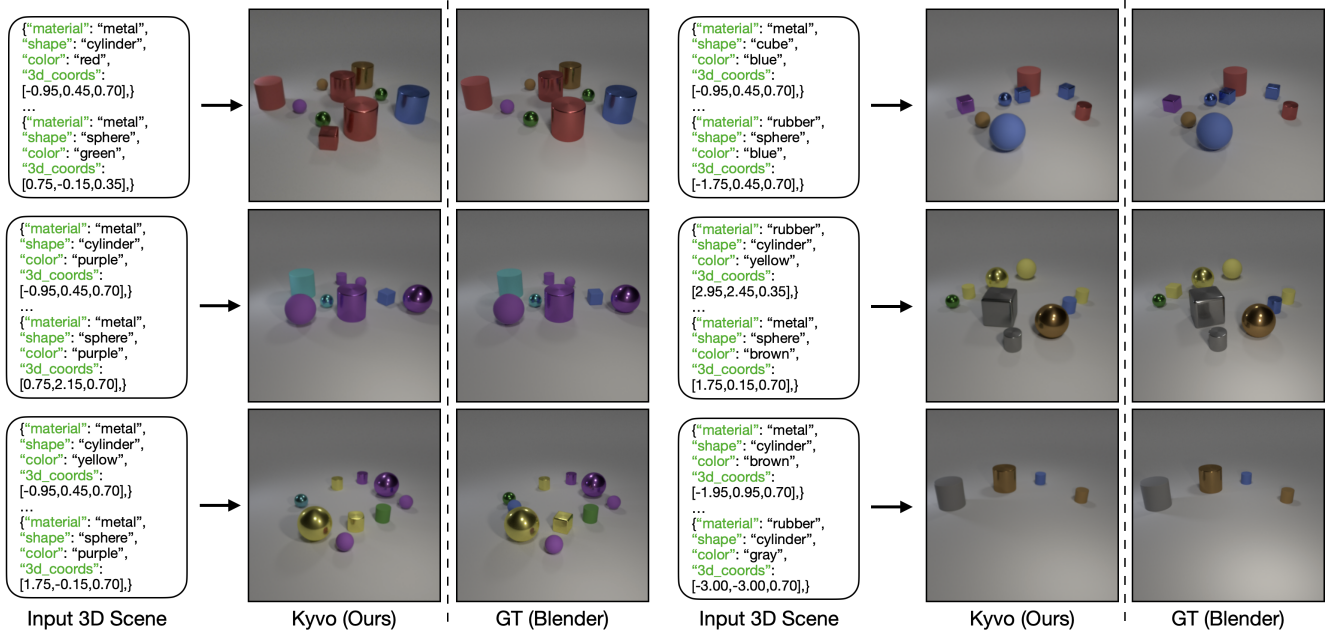 {“material”: “metal”,
“shape”: “cylinder”,
“color”: “red”,
“3d_coords”:
[-0.95,0.45,0.70],}
...
{“material”: “metal”,
“shape”: “sphere”,
“color”: “green”,
“3d_coords”:
[0.75,-0.15,0.35],}
{“material”: “metal”,
“shape”: “cube”,
“color”: “blue”,
“3d_coords”:
[-0.95,0.45,0.70],}
...
{“material”: “rubber”,
“shape”: “sphere”,
“color”: “blue”,
“3d_coords”:
[-1.75,0.45,0.70],}
{“material”: “metal”,
“shape”: “cylinder”,
“color”: “purple”,
“3d_coords”:
[-0.95,0.45,0.70],}
...
{“material”: “metal”,
“shape”: “sphere”,
“color”: “purple”,
“3d_coords”:
[0.75,2.15,0.70],}
{“material”: “rubber”,
“shape”: “cylinder”,
“color”: “yellow”,
“3d_coords”:
[2.95,2.45,0.35],}
...
{“material”: “metal”,
“shape”: “sphere”,
“color”: “brown”,
“3d_coords”:
[1.75,0.15,0.70],}
{“material”: “metal”,
“shape”: “cylinder”,
“color”: “yellow”,
“3d_coords”:
[-0.95,0.45,0.70],}
...
{“material”: “metal”,
“shape”: “sphere”,
“color”: “purple”,
“3d_coords”:
[1.75,-0.15,0.70],}
{“material”: “metal”,
“shape”: “cylinder”,
“color”: “brown”,
“3d_coords”:
[-1.95,0.95,0.70],}
...
{“material”: “rubber”,
“shape”: “cylinder”,
“color”: “gray”,
“3d_coords”:
[-3.00,-3.00,0.70],}
Input 3D Scene
Kyvo (Ours)
GT (Blender)
Input 3D Scene
Kyvo (Ours)
GT (Blender)